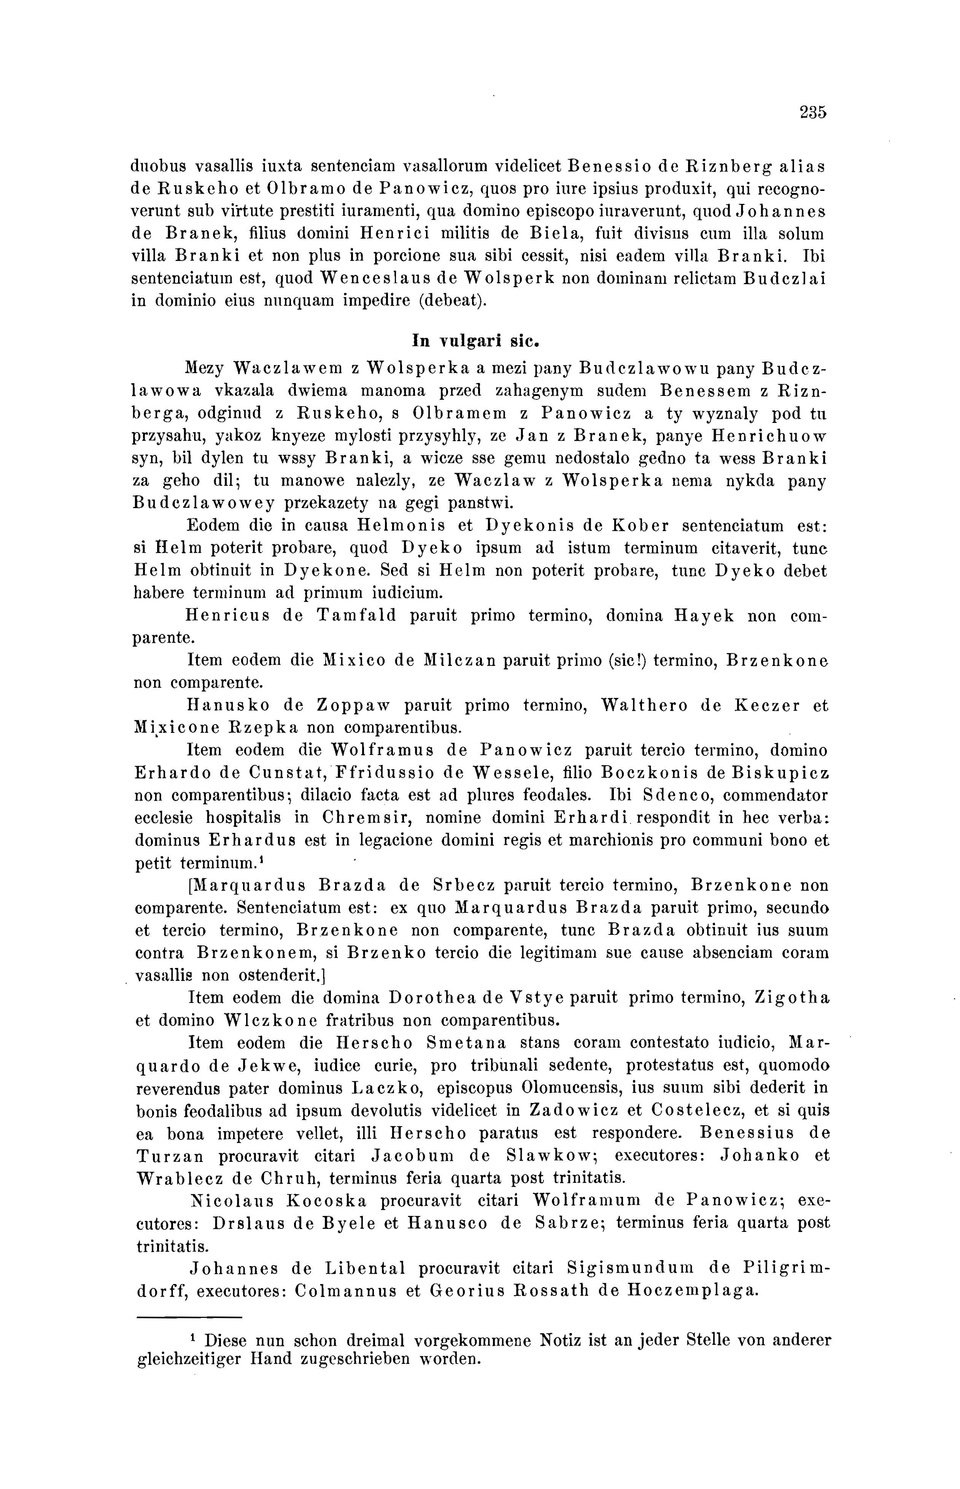 235
duobus vasallis iuxta sentenciam vasallorum videlicet Benessio de Riznberg alias
de Ruskeho et Olbramo de Panowicz, quos pro iure ipsius produxit, qui recogno-
verunt sub virtute prestiti iuramenti, qua domino episcopo iuraverunt, quod Johannes
de Branek, filius domini Henrici militis de Biela, fuit divisus cum illa solum
villa Branki et non plus in porcione sua sibi cessit, nisi eadem villa Branki. Ibi
sentenciatum est, quod Wenceslaus de Wolsperk non dominam relictam Budczlai
in dominio eius nunquam impedire (debeat).
In vulgari sic.
Mezy Waczlawem z Wolsperka a mezi pany Budczlawowu pany Budcz-
lawowa vkazala dwiema manoma przed zahagenym sudem Benessem z Rizn-
berga, odginud z Ruskeho, s Olbramem z Panowicz a ty wyznaly pod tu
przysahu, yakoz knyeze mylosti przysyhly, ze Jan z Branek, panye Henrichuow
syn, bil dylen tu wssy Branki, a wicze sse gemu nedostalo gedno ta wess Branki
za geho dil; tu manowe nalezly, ze Waczlaw z Wolsperka nema nykda pany
Budczlawowey przekazety na gegi panstwi.
Eodem die in causa Helmonis et Dyekonis de Kober sentenciatum est:
si Helm poterit probare, quod Dyeko ipsum ad istum terminum citaverit, tunc
Helm obtinuit in Dyekone. Sed si Helm non poterit probare, tunc Dyeko debet
habere terminum ad primum iudicium.
Henricus de Tamfald paruit primo termino, domina Hayek non com-
parente.
Item eodem die Mixico de Milczan paruit primo (sic!) termino, Brzenkone
non comparente.
Hanusko de Zoppaw paruit primo termino, Walthero de Keczer et
Mixicone Rzepka non comparentibus.
Item eodem die Wolframus de Panowicz paruit tercio termino, domino
Erhardo de Cunstat, Ffridussio de Wessele, filio Boczkonis de Biskupicz
non comparentibus; dilacio facta est ad plures feodales. Ibi Sdenco, commendator
ecclesie hospitalis in Chremsir, nomine domini Erhardi respondit in hec verba:
dominus Erhardus est in legacione domini regis et marchionis pro communi bono et
petit terminum.¹
[Marquardus Brazda de Srbecz paruit tercio termino, Brzenkone non
comparente. Sentenciatum est: ex quo Marquardus Brazda paruit primo, secundo
et tercio termino, Brzenkone non comparente, tunc Brazda obtinuit ius suum
contra Brzenkonem, si Brzenko tercio die legitimam sue cause absenciam coram
vasallis non ostenderit.]
Item eodem die domina Dorothea de Vstye paruit primo termino, Zigotha
et domino Wlczkone fratribus non comparentibus.
Item eodem die Herscho Smetana stans coram contestato iudicio, Mar-
quardo de Jekwe, iudice curie, pro tribunali sedente, protestatus est, quomodo
reverendus pater dominus Laczko, episcopus Olomucensis, ius suum sibi dederit in
bonis feodalibus ad ipsum devolutis videlicet in Zadowicz et Costelecz, et si quis
ea bona impetere vellet, illi Herscho paratus est respondere. Benessius de
Turzan procuravit citari Jacobum de Slawkow; executores: Johanko et
Wrablecz de Chruh, terminus feria quarta post trinitatis.
Nicolaus Kocoska procuravit citari Wolframum de Panowicz; exe-
cutores: Drslaus de Byele et Hanusco de Sabrze; terminus feria quarta post
trinitatis.
Johannes de Libental procuravit citari Sigismundum de Piligrim-
dorff, executores: Colmannus et Georius Rossath de Hoczemplaga.
¹ Diese nun schon dreimal vorgekommene Notiz ist an jeder Stelle von anderer
gleichzeitiger Hand zugeschrieben worden.